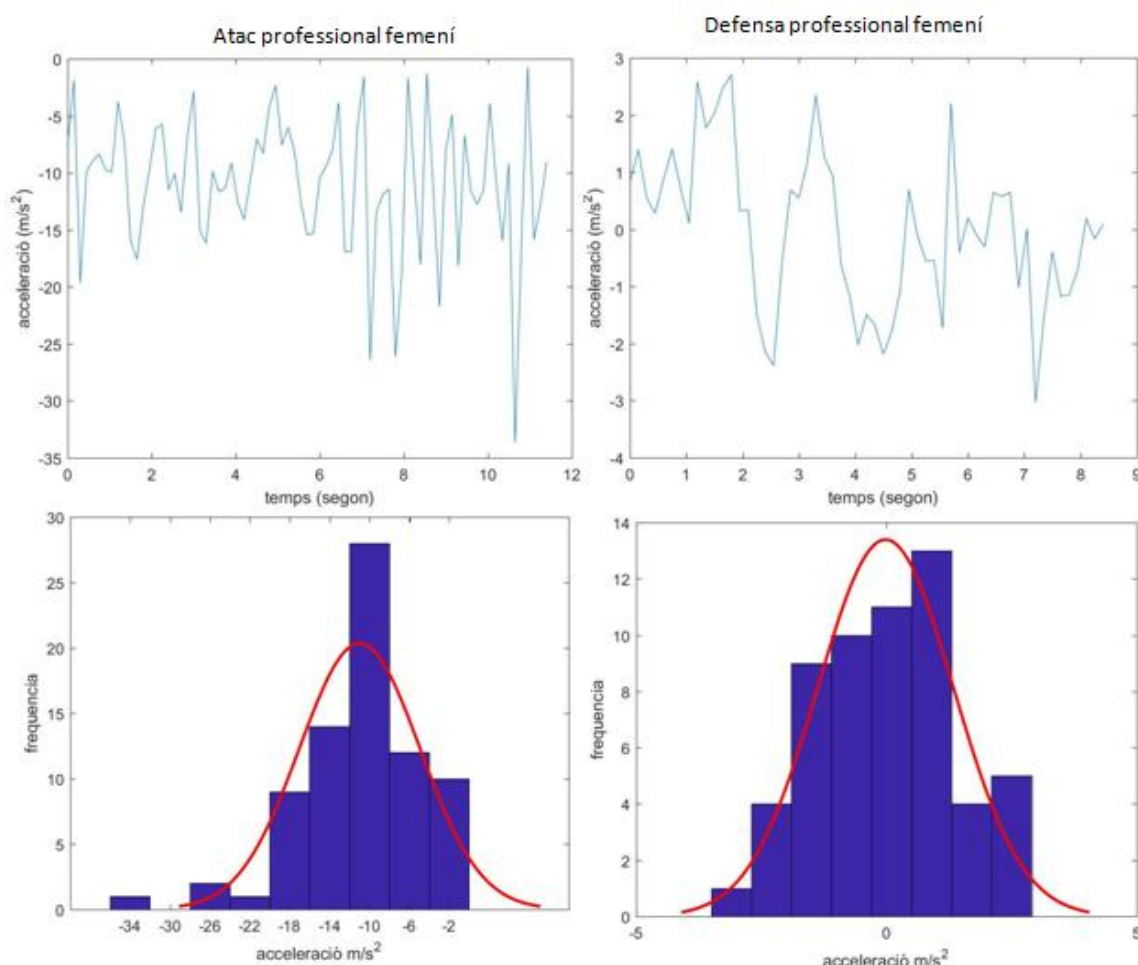 Atac professional femení
Defensa professional femení
0
-5
-10
-15
-20
-25
-30
-35
acceleració (m/s²)
0 2 4 6 8 10 12
temps (segon)
3
2
1
0
-1
-2
-3
-4
acceleració (m/s²)
0 1 2 3 4 5 6 7 8 9
temps (segon)
30
25
20
15
10
5
0
frequencia
-34 -30 -26 -22 -18 -14 -10 -6 -2
acceleració m/s²
14
12
10
8
6
4
2
0
frequencia
-5 0 5
acceleració m/s²